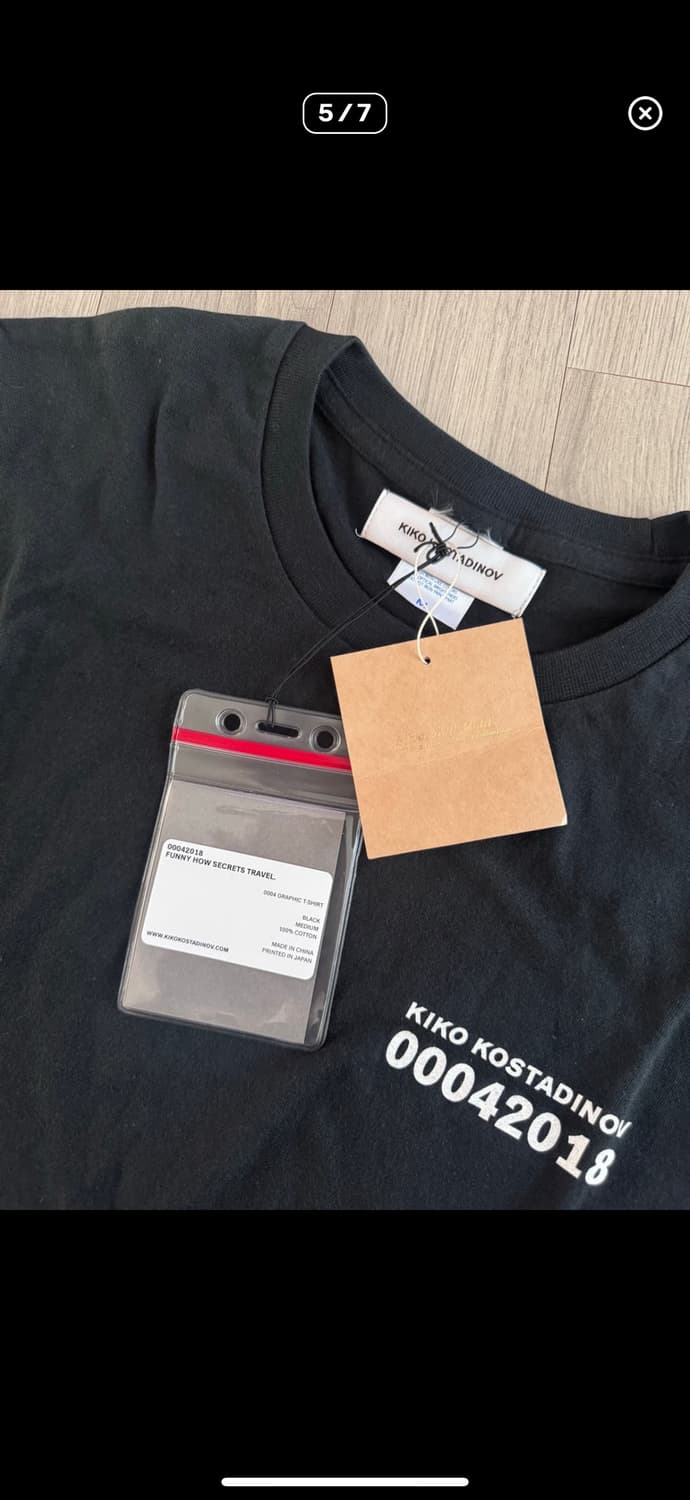 5/7
KIKO KOSTADINOV
M
00042018
FUNNY HOW SECRETS TRAVEL.
0004 GRAPHIC T-SHIRT
BLACK
MEDIUM
100% COTTON
WWW.KIKOKOSTADINOV.COM
MADE IN CHINA
PRINTED IN JAPAN
KIKO KOSTADINOV
00042018